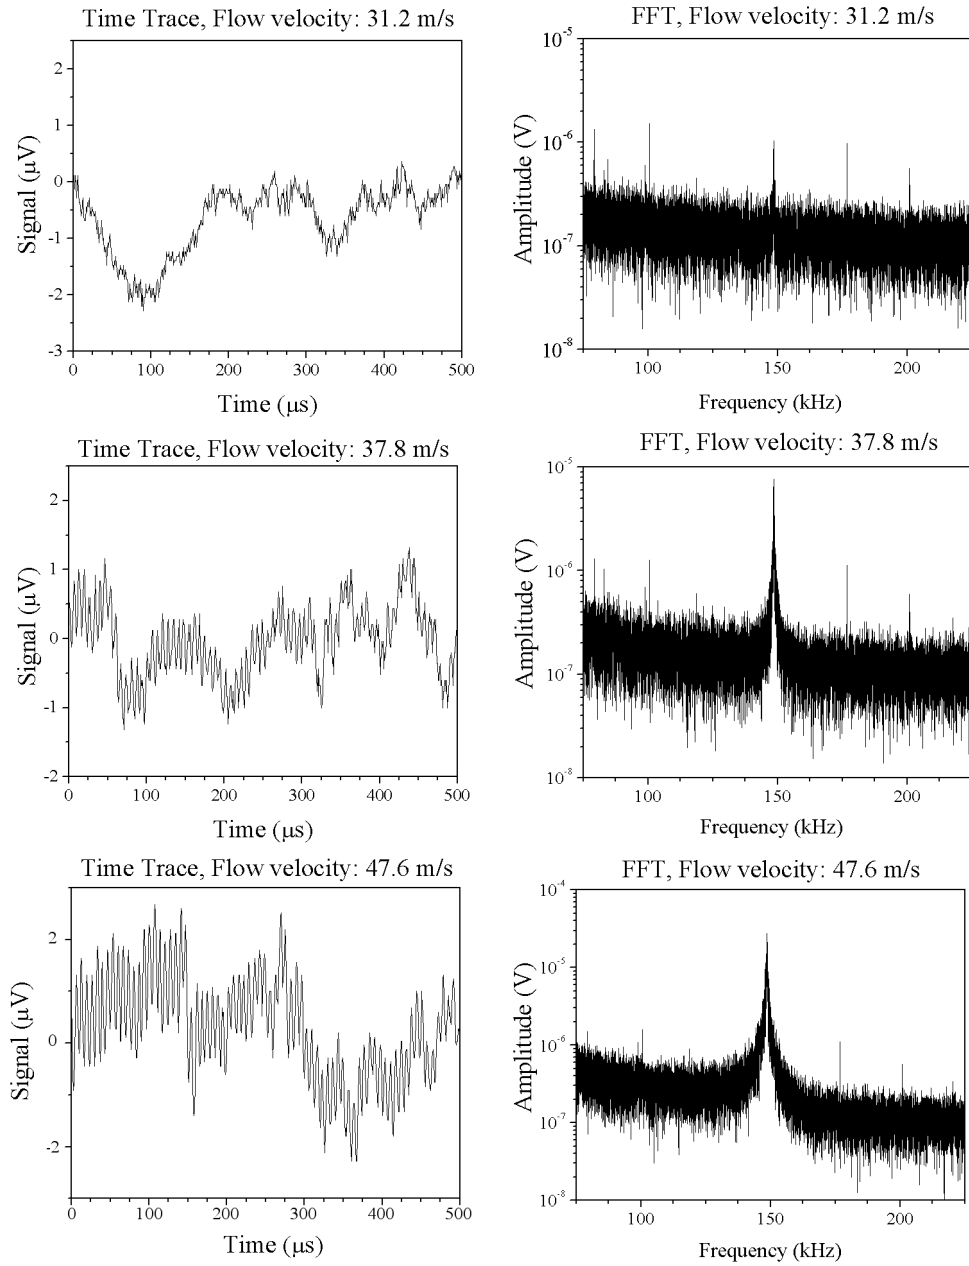 Time Trace, Flow velocity: 31.2 m/s
Signal (µV)
2
1
0
-1
-2
-3
0 100 200 300 400 500
Time (µs)
FFT, Flow velocity: 31.2 m/s
Amplitude (V)
10⁻⁵
10⁻⁶
10⁻⁷
10⁻⁸
100 150 200
Frequency (kHz)
Time Trace, Flow velocity: 37.8 m/s
Signal (µV)
2
1
0
-1
-2
0 100 200 300 400 500
Time (µs)
FFT, Flow velocity: 37.8 m/s
Amplitude (V)
10⁻⁵
10⁻⁶
10⁻⁷
10⁻⁸
100 150 200
Frequency (kHz)
Time Trace, Flow velocity: 47.6 m/s
Signal (µV)
2
0
-2
0 100 200 300 400 500
Time (µs)
FFT, Flow velocity: 47.6 m/s
Amplitude (V)
10⁻⁴
10⁻⁵
10⁻⁶
10⁻⁷
10⁻⁸
100 150 200
Frequency (kHz)